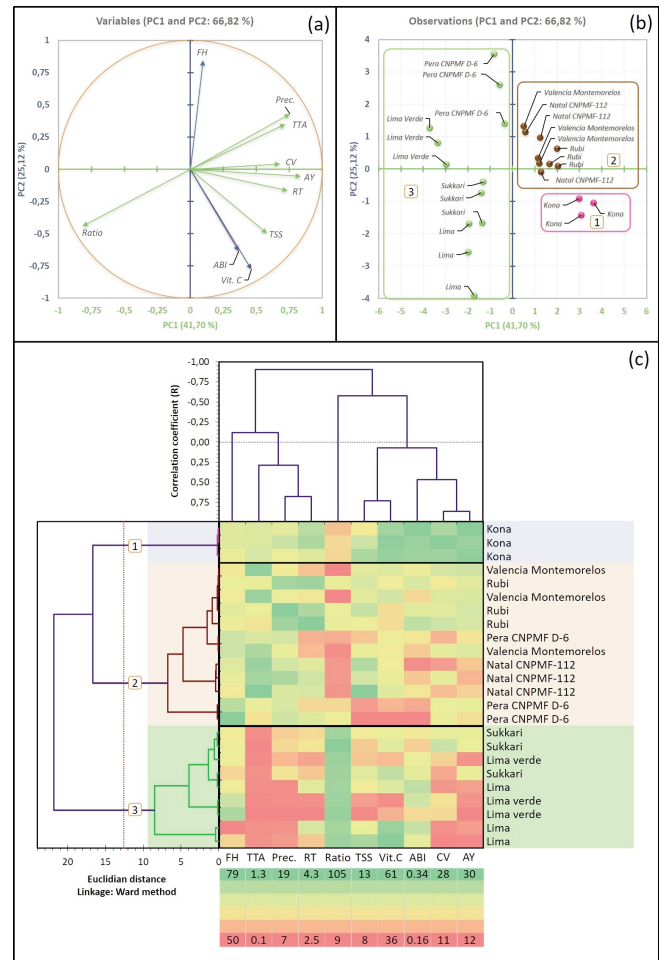 Variables (PC1 and PC2: 66,82 %)
(a)
PC2 (25,12 %)
1
0,75
0,5
0,25
0
-0,25
-0,5
-0,75
-1
FH
Prec.
TTA
CV
AY
RT
TSS
Ratio
ABI
Vit. C
-1
-0,75
-0,5
-0,25
0
0,25
0,5
0,75
1
PC1 (41,70 %)
Observations (PC1 and PC2: 66,82 %)
(b)
PC2 (25,12 %)
4
3
2
1
0
-1
-2
-3
-4
Pera CNPMF D-6
Pera CNPMF D-6
Pera CNPMF D-6
Lima Verde
Lima Verde
Lima Verde
3
Sukkari
Sukkari
Sukkari
Lima
Lima
Lima
Valencia Montemorelos
Natal CNPMF-112
Natal CNPMF-112
Valencia Montemorelos
Valencia Montemorelos
Rubi
Rubi
Rubi
2
Natal CNPMF-112
Kona
Kona
Kona
1
-6
-5
-4
-3
-2
-1
0
1
2
3
4
5
6
PC1 (41,70 %)
(c)
Correlation coefficient (R)
-1,00
-0,75
-0,50
-0,25
0,00
0,25
0,50
0,75
1
2
3
Kona
Kona
Kona
Valencia Montomorelos
Rubi
Valencia Montomorelos
Rubi
Rubi
Pera CNPMF D-6
Valencia Montomorelos
Natal CNPMF-112
Natal CNPMF-112
Natal CNPMF-112
Pera CNPMF D-6
Pera CNPMF D-6
Sukkari
Sukkari
Lima verde
Sukkari
Lima
Lima verde
Lima verde
Lima
Lima
20 15 10 5 0
Euclidian distance
Linkage: Ward method
FH TTA Prec. RT Ratio TSS Vit.C ABI CV AY
79 1.3 19 4.3 105 13 61 0.34 28 30
50 0.1 7 2.5 9 8 36 0.16 11 12